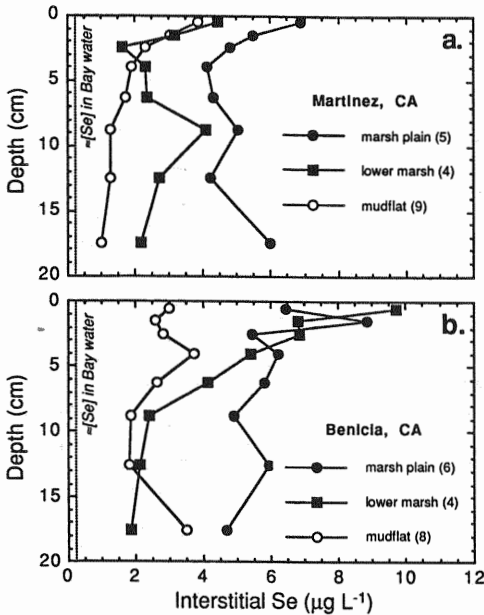 0
5
10
15
20
Depth (cm)
≈[Se] in Bay water
a.
Martinez, CA
marsh plain (5)
lower marsh (4)
mudflat (9)
0
5
10
15
20
Depth (cm)
≈[Se] in Bay water
b.
Benicia, CA
marsh plain (6)
lower marsh (4)
mudflat (8)
0 2 4 6 8 10 12
Interstitial Se (µg L-1)